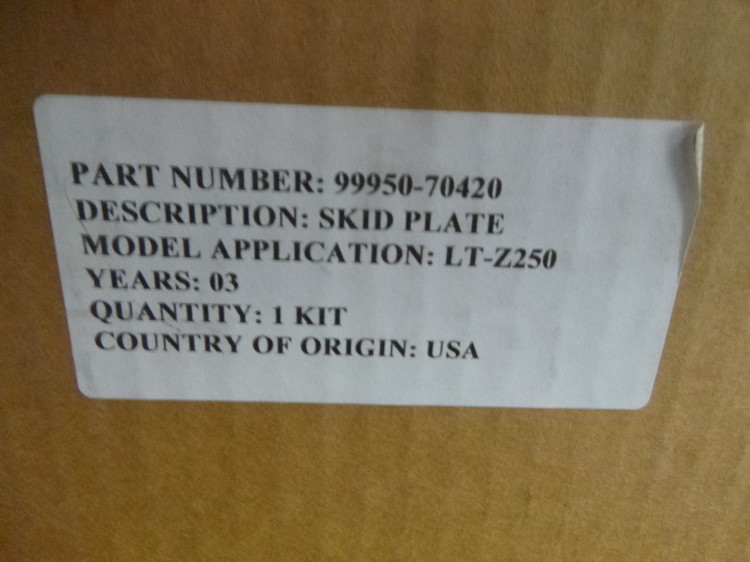 PART NUMBER: 99950-70420
DESCRIPTION: SKID PLATE
MODEL APPLICATION: LT-Z250
YEARS: 03
QUANTITY: 1 KIT
COUNTRY OF ORIGIN: USA